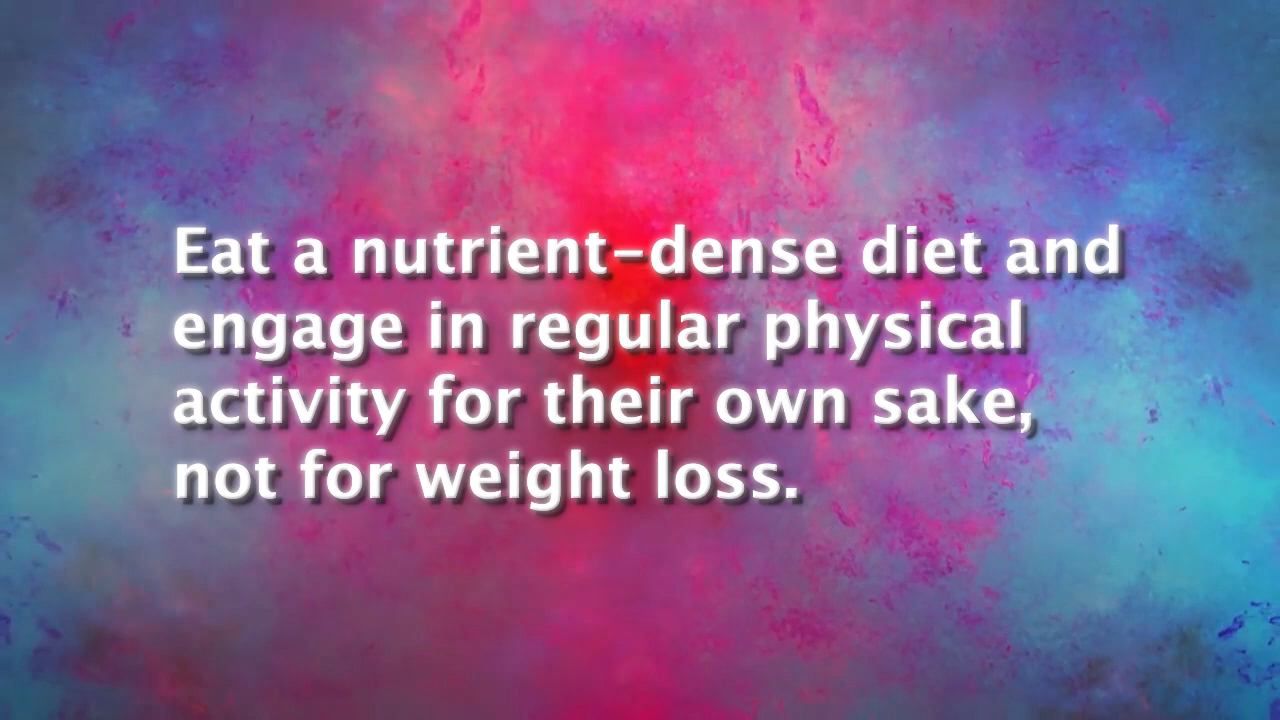 Eat a nutrient-dense diet and
engage in regular physical
activity for their own sake,
not for weight loss.